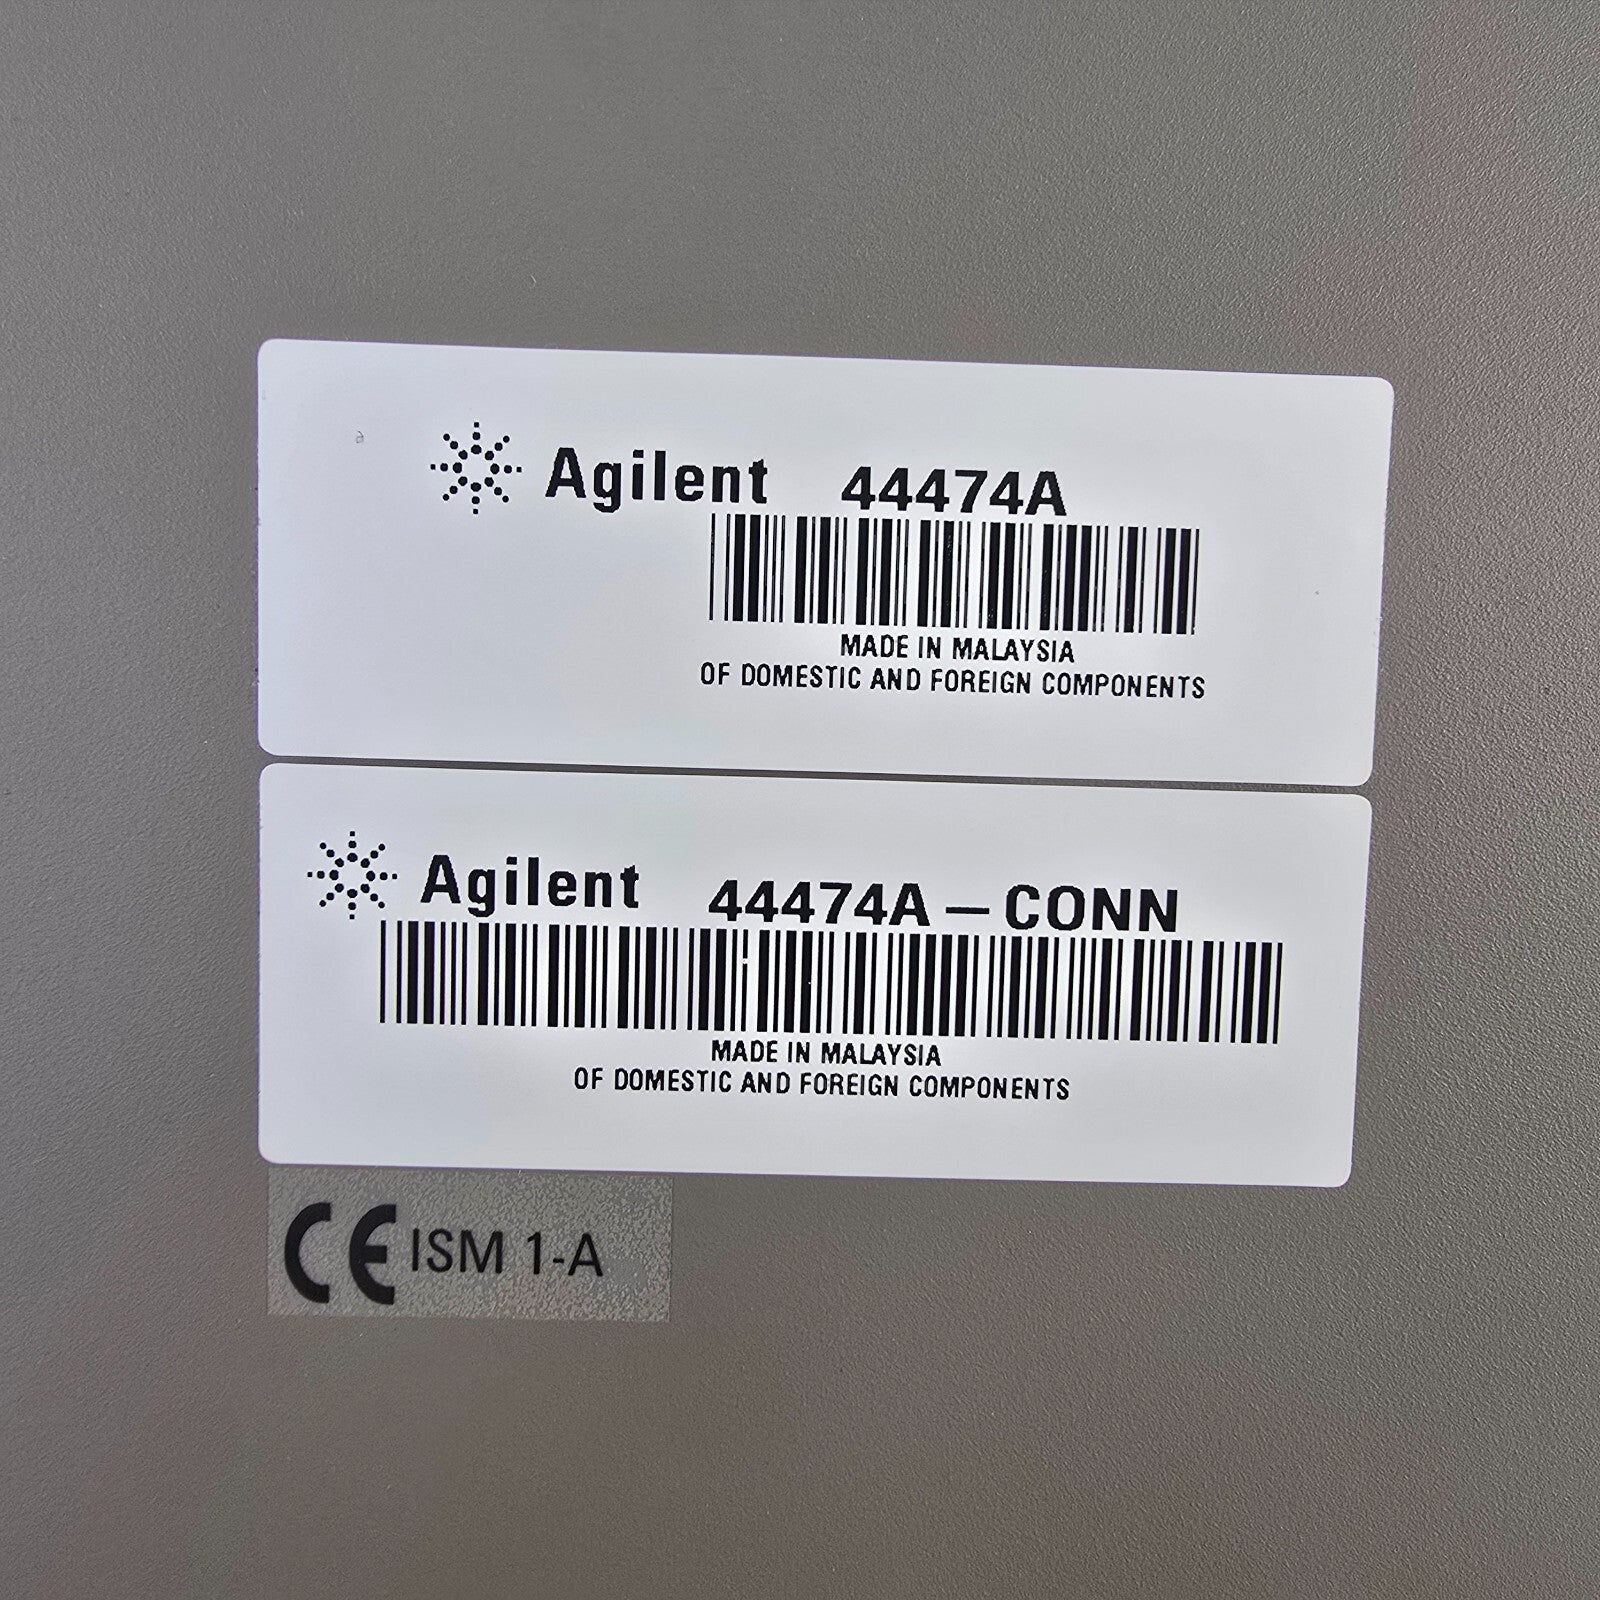 Agilent 44474A
MADE IN MALAYSIA
OF DOMESTIC AND FOREIGN COMPONENTS
Agilent 44474A – CONN
MADE IN MALAYSIA
OF DOMESTIC AND FOREIGN COMPONENTS
CE ISM 1-A